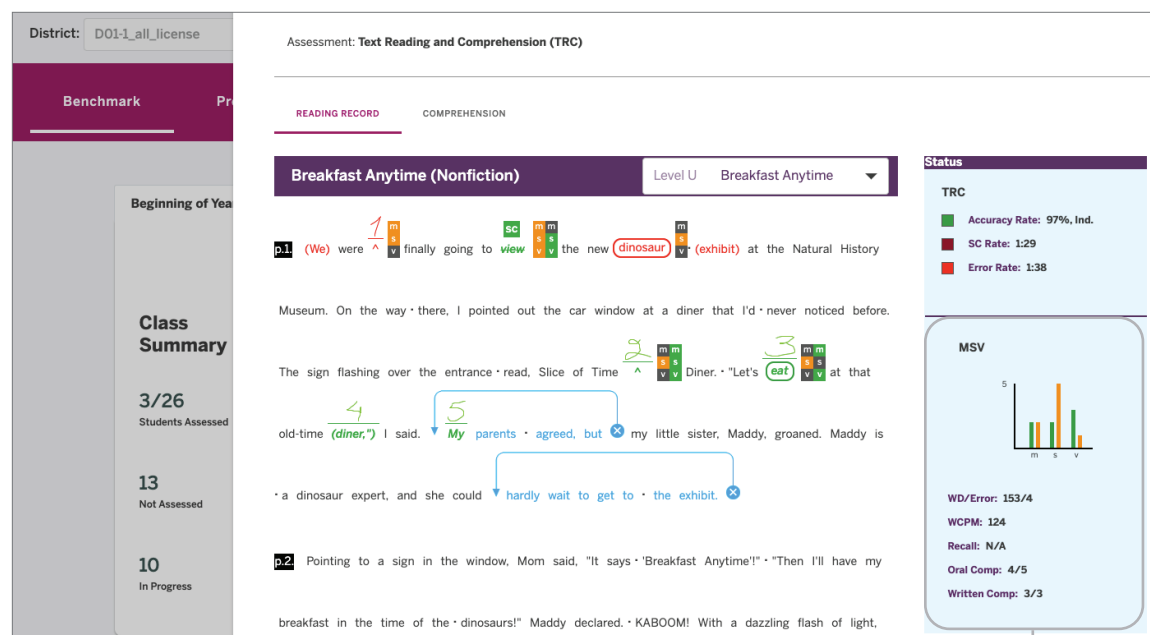 District: D01-1_all_license
Assessment: Text Reading and Comprehension (TRC)
Benchmark
READING RECORD COMPREHENSION
Breakfast Anytime (Nonfiction) Level U Breakfast Anytime
Status
TRC
Accuracy Rate: 97%, Ind.
SC Rate: 1:29
Error Rate: 1:38
Beginning of Yea
Class
Summary
3/26
Students Assessed
13
Not Assessed
10
In Progress
1 m s v sc m m s s v v m s v
p.1. (We) were ^ finally going to view the new dinosaur (exhibit) at the Natural History
Museum. On the way · there, I pointed out the car window at a diner that I'd · never noticed before.
2 m m s s v v 3 m m s s v v
The sign flashing over the entrance · read, Slice of Time ^ Diner. · "Let's eat at that
4 5
old-time (diner,") I said. My parents · agreed, but my little sister, Maddy, groaned. Maddy is
· a dinosaur expert, and she could hardly wait to get to · the exhibit.
p.2. Pointing to a sign in the window, Mom said, "It says · 'Breakfast Anytime'!" · "Then I'll have my
breakfast in the time of the · dinosaurs!" Maddy declared. · KABOOM! With a dazzling flash of light,
MSV
5
m s v
WD/Error: 153/4
WCPM: 124
Recall: N/A
Oral Comp: 4/5
Written Comp: 3/3